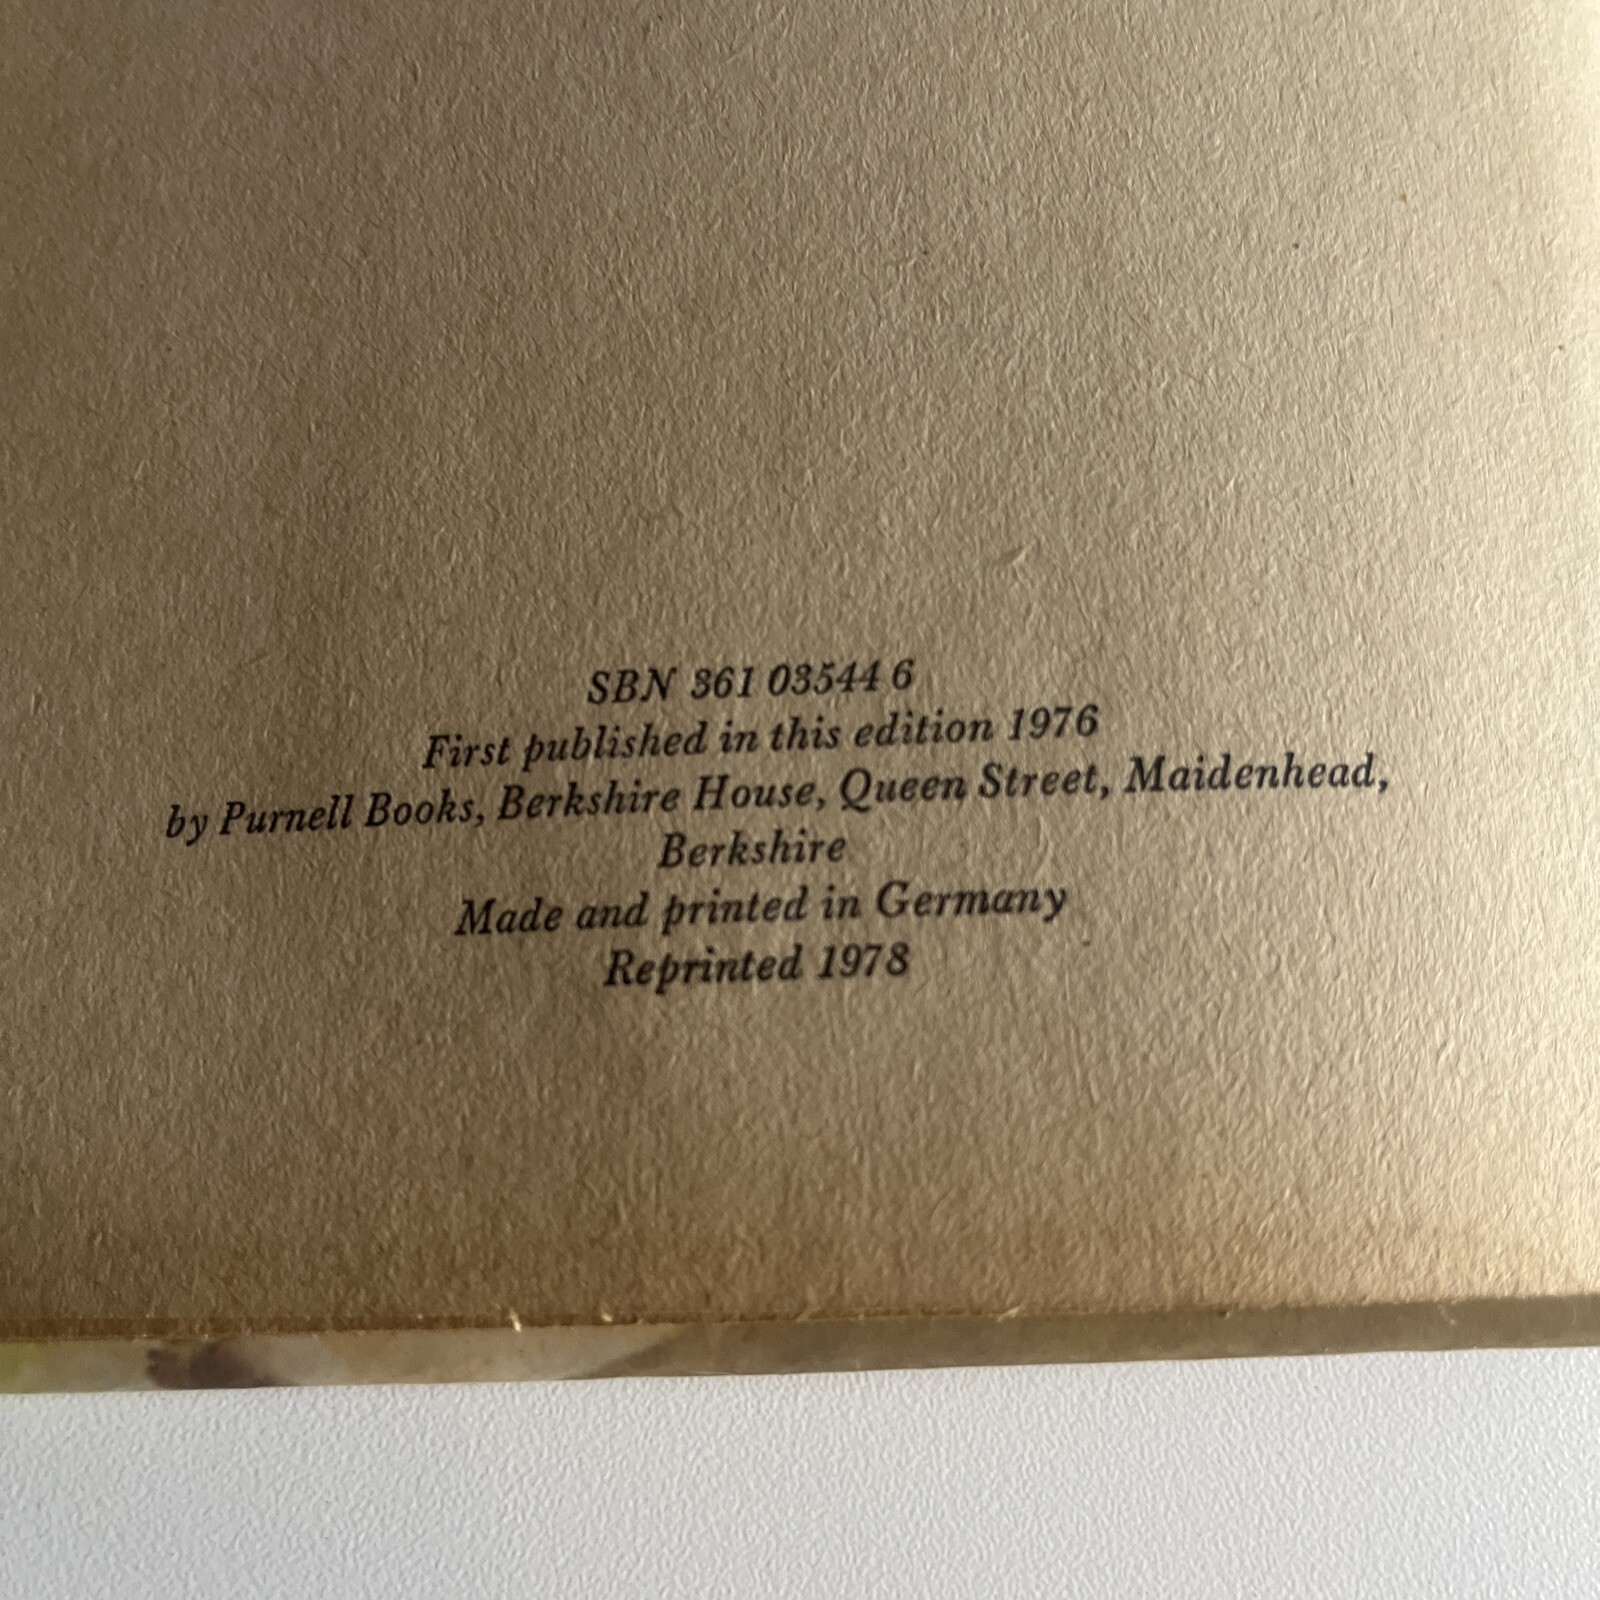 SBN 361 03544 6
First published in this edition 1976
by Purnell Books, Berkshire House, Queen Street, Maidenhead,
Berkshire
Made and printed in Germany
Reprinted 1978